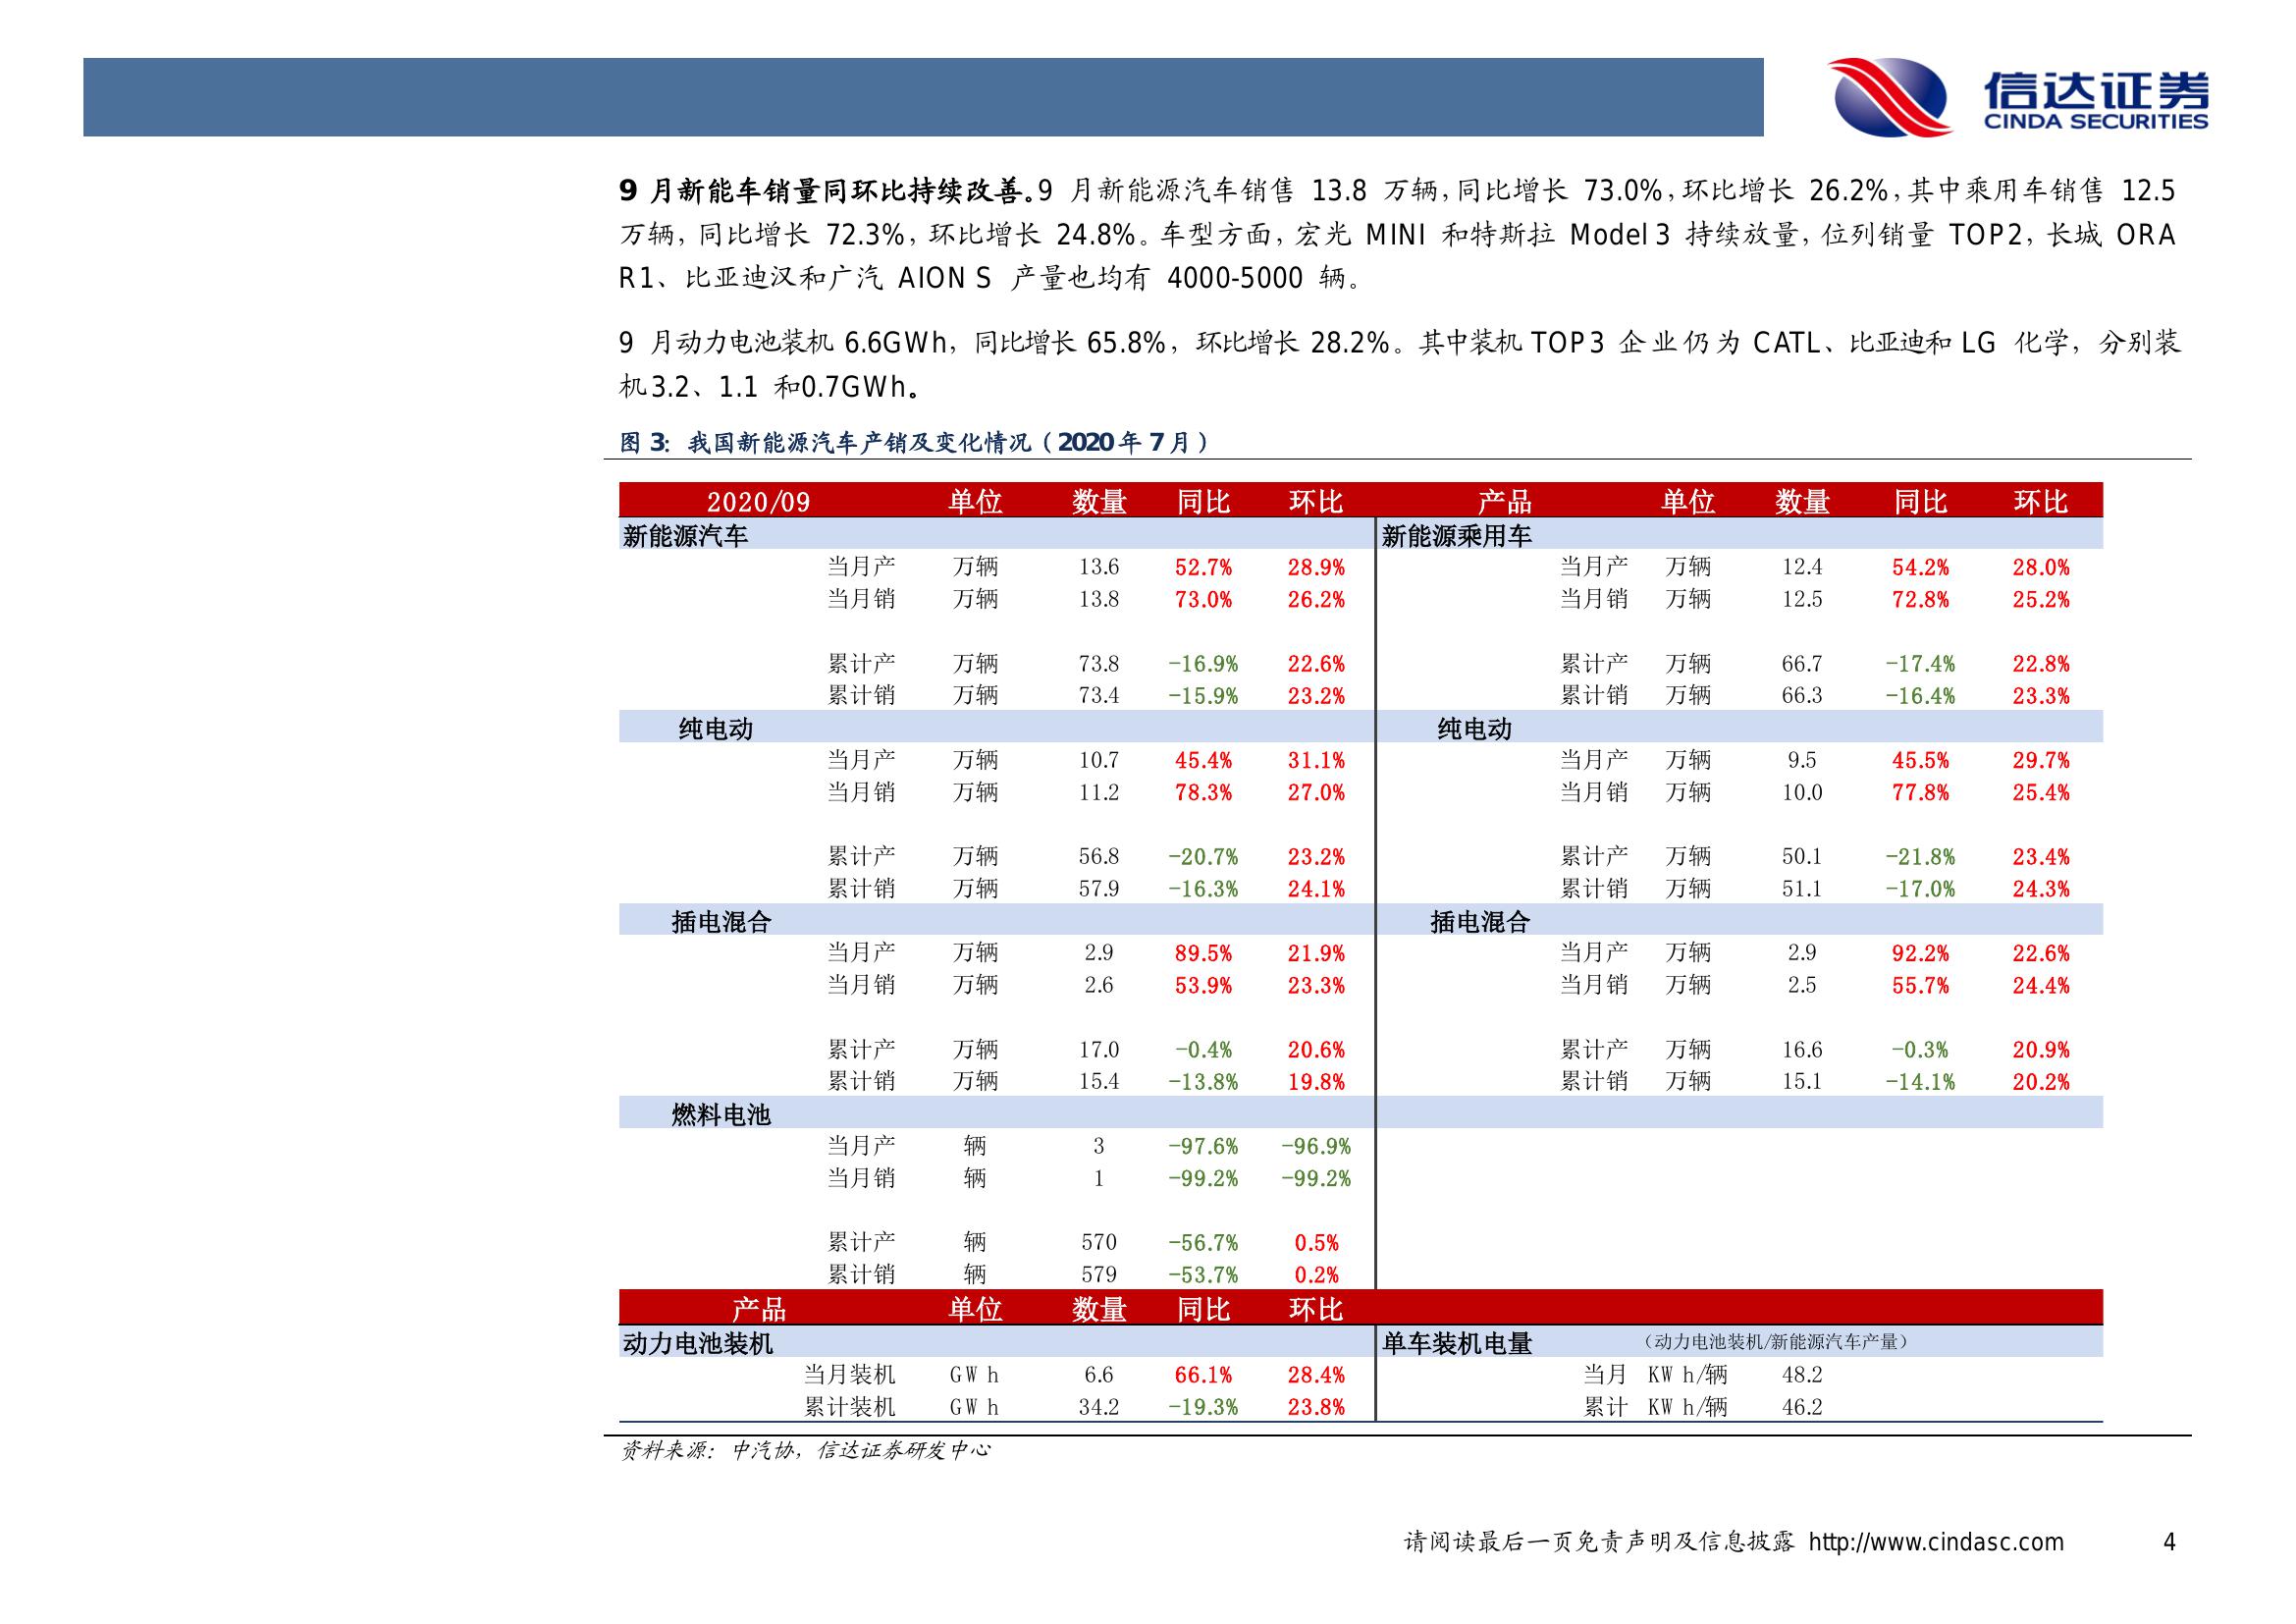 信达证券
CINDA SECURITIES
9 月新能车销量同环比持续改善。9 月新能源汽车销售 13.8 万辆,同比增长 73.0%,环比增长 26.2%,其中乘用车销售 12.5
万辆,同比增长 72.3%,环比增长 24.8%。车型方面,宏光 MINI 和特斯拉 Model 3 持续放量,位列销量 TOP2,长城 ORA
R1、比亚迪汉和广汽 AION S 产量也均有 4000-5000 辆。
9 月动力电池装机 6.6GWh，同比增长 65.8%，环比增长 28.2%。其中装机 TOP3 企业仍为 CATL、比亚迪和 LG 化学，分别装
机3.2、1.1 和0.7GWh。
图 3：我国新能源汽车产销及变化情况（2020 年 7 月）
2020/09 单位 数量 同比 环比 产品 单位 数量 同比 环比
新能源汽车 新能源乘用车
当月产 万辆 13.6 52.7% 28.9% 当月产 万辆 12.4 54.2% 28.0%
当月销 万辆 13.8 73.0% 26.2% 当月销 万辆 12.5 72.8% 25.2%
累计产 万辆 73.8 -16.9% 22.6% 累计产 万辆 66.7 -17.4% 22.8%
累计销 万辆 73.4 -15.9% 23.2% 累计销 万辆 66.3 -16.4% 23.3%
纯电动 纯电动
当月产 万辆 10.7 45.4% 31.1% 当月产 万辆 9.5 45.5% 29.7%
当月销 万辆 11.2 78.3% 27.0% 当月销 万辆 10.0 77.8% 25.4%
累计产 万辆 56.8 -20.7% 23.2% 累计产 万辆 50.1 -21.8% 23.4%
累计销 万辆 57.9 -16.3% 24.1% 累计销 万辆 51.1 -17.0% 24.3%
插电混合 插电混合
当月产 万辆 2.9 89.5% 21.9% 当月产 万辆 2.9 92.2% 22.6%
当月销 万辆 2.6 53.9% 23.3% 当月销 万辆 2.5 55.7% 24.4%
累计产 万辆 17.0 -0.4% 20.6% 累计产 万辆 16.6 -0.3% 20.9%
累计销 万辆 15.4 -13.8% 19.8% 累计销 万辆 15.1 -14.1% 20.2%
燃料电池
当月产 辆 3 -97.6% -96.9%
当月销 辆 1 -99.2% -99.2%
累计产 辆 570 -56.7% 0.5%
累计销 辆 579 -53.7% 0.2%
产品 单位 数量 同比 环比
动力电池装机 单车装机电量 （动力电池装机/新能源汽车产量）
当月装机 GWh 6.6 66.1% 28.4% 当月 KWh/辆 48.2
累计装机 GWh 34.2 -19.3% 23.8% 累计 KWh/辆 46.2
资料来源：中汽协，信达证券研发中心
请阅读最后一页免责声明及信息披露 http://www.cindasc.com 4